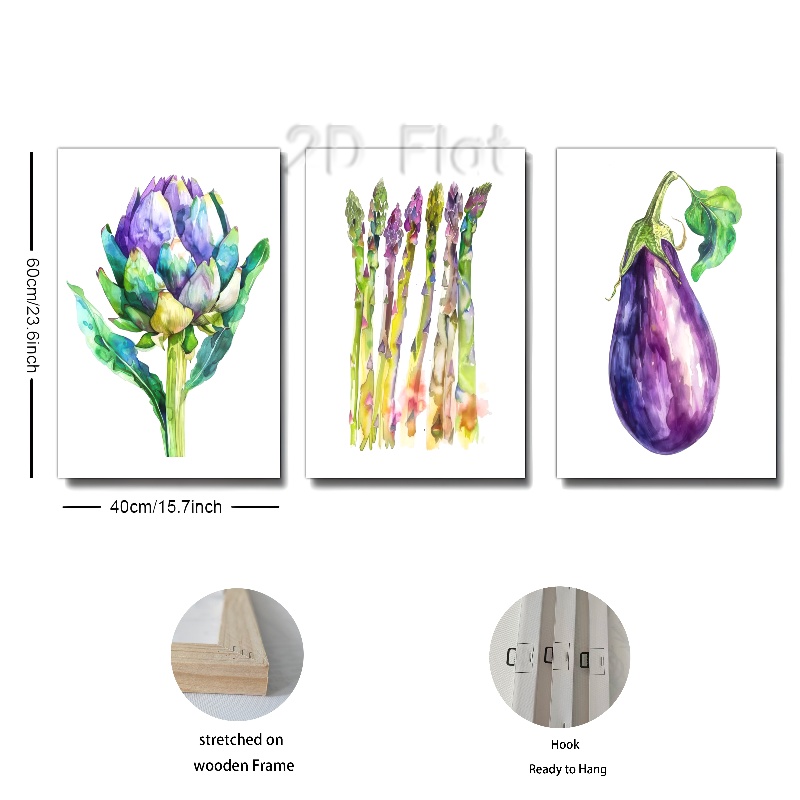 2D Flat
60cm/23.6inch
40cm/15.7inch
stretched on
wooden Frame
Hook
Ready to Hang